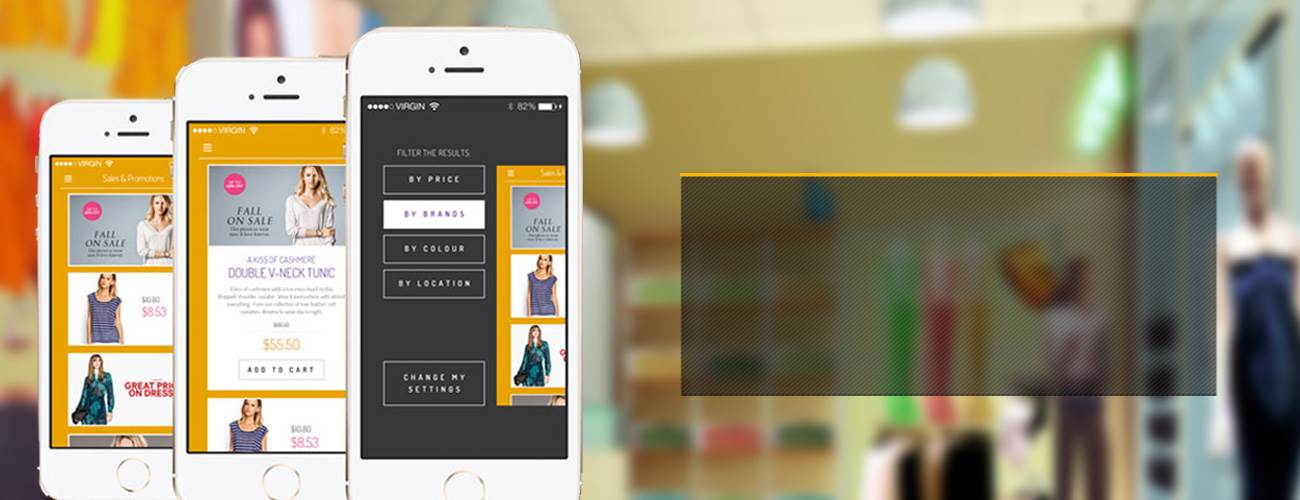 VIRGIN
Sales & Promotions
FALL
ON SALE
$10.80
$8.53
GREAT PRI
ON DRESS
VIRGIN
82%
FALL
ON SALE
A KISS OF CASHMERE
DOUBLE V-NECK TUNIC
$55.50
ADD TO CART
$10.80
$8.53
VIRGIN
82%
FILTER THE RESULTS:
BY PRICE
BY BRANDS
BY COLOUR
BY LOCATION
CHANGE MY
SETTINGS
FALL
ON SALE